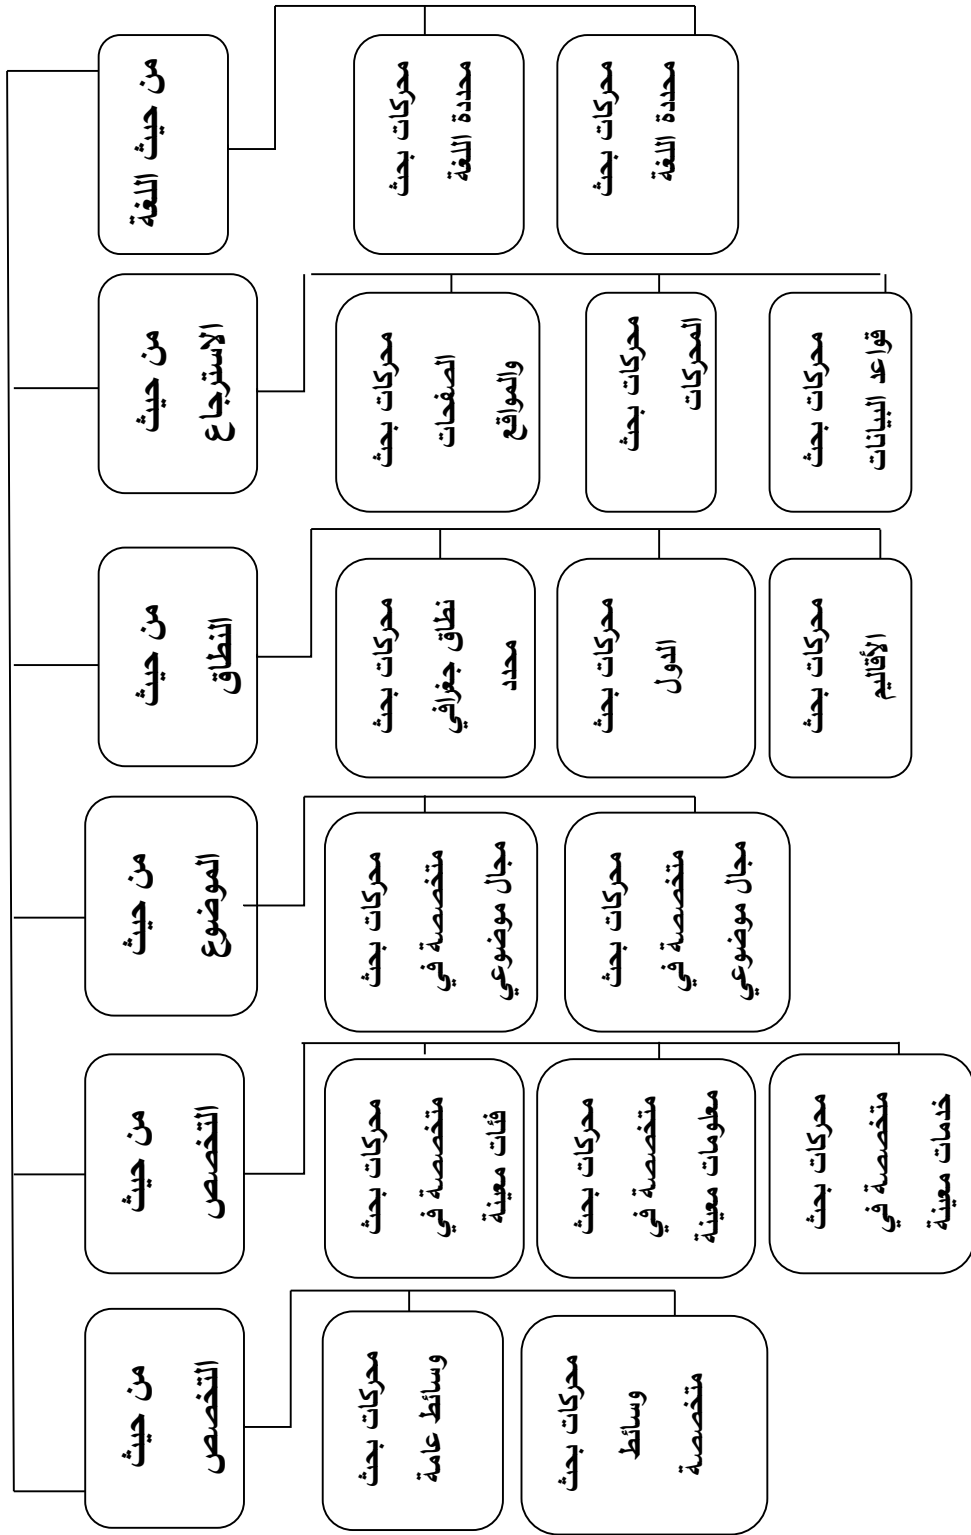 من حيث اللغة
محركات بحث
محددة اللغة
محركات بحث
محددة اللغة
من حيث
الاسترجاع
محركات بحث
الصفحات
والمواقع
محركات بحث
المحركات
محركات بحث
قواعد البيانات
من حيث
النطاق
محركات بحث
نطاق جغرافي
محدد
محركات بحث
الدول
محركات بحث
الأقاليم
من حيث
الموضوع
محركات بحث
متخصصة في
مجال موضوعي
محركات بحث
متخصصة في
مجال موضوعي
من حيث
التخصص
محركات بحث
متخصصة في
فئات معينة
محركات بحث
متخصصة في
معلومات معينة
محركات بحث
متخصصة في
خدمات معينة
من حيث
التخصص
محركات بحث
وسائط عامة
محركات بحث
وسائط
متخصصة